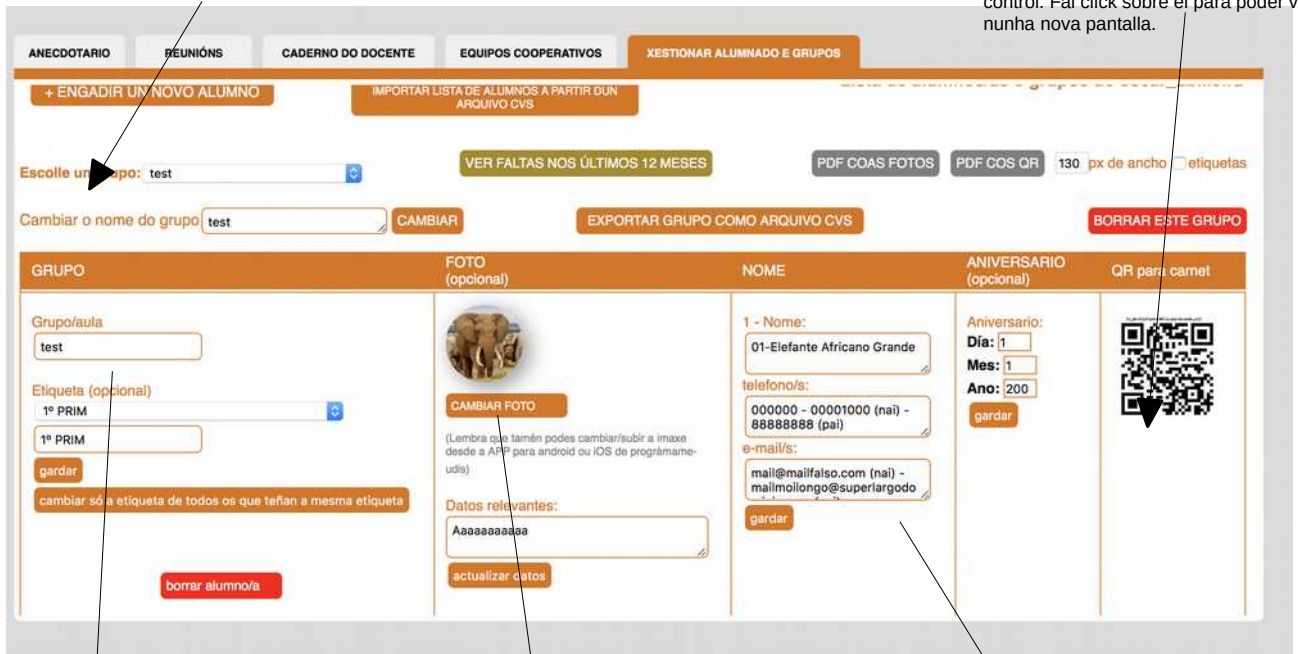 control. Fai click sobre el para poder v
nunha nova pantalla.
ANECDOTARIO REUNIÓNS CADERNO DO DOCENTE EQUIPOS COOPERATIVOS XESTIONAR ALUMNADO E GRUPOS
+ ENGADIR UN NOVO ALUMNO
IMPORTAR LISTA DE ALUMNOS A PARTIR DUN
ARQUIVO CVS
Escolle un grupo: test
VER FALTAS NOS ÚLTIMOS 12 MESES
PDF COAS FOTOS PDF COS QR 130 px de ancho etiquetas
Cambiar o nome do grupo test CAMBIAR
EXPORTAR GRUPO COMO ARQUIVO CVS
BORRAR ESTE GRUPO
GRUPO
FOTO
(opcional)
NOME
ANIVERSARIO
(opcional)
QR para carnet
Grupo/aula
test
Etiqueta (opcional)
1º PRIM
1º PRIM
gardar
cambiar só a etiqueta de todos os que teñan a mesma etiqueta
borrar alumno/a
CAMBIAR FOTO
(Lembra que tamén podes cambiar/subir a imaxe
desde a APP para android ou iOS de prográmame-
udis)
Datos relevantes:
Aaaaaaaaaaa
actualizar datos
1 - Nome:
01-Elefante Africano Grande
telefono/s:
000000 - 00001000 (nai) -
88888888 (pai)
e-mail/s:
mail@mailfalso.com (nai) -
mailmoilongo@superlargodo
gardar
Aniversario:
Día: 1
Mes: 1
Ano: 200
gardar